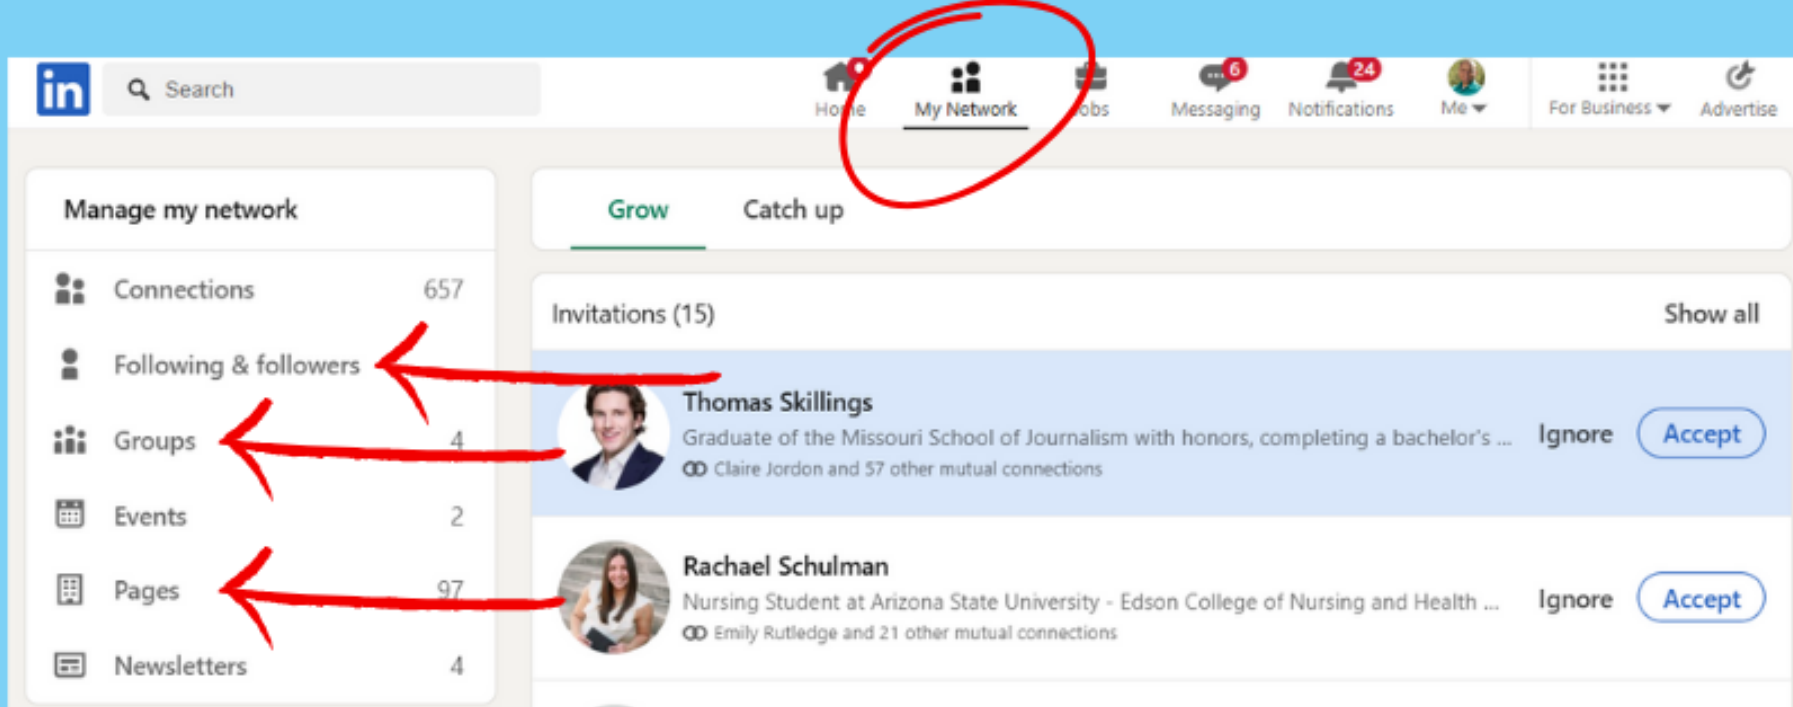 in
Search
Home
My Network
Jobs
Messaging
6
Notifications
24
Me
For Business
Advertise
Manage my network
Connections 657
Following & followers
Groups 4
Events 2
Pages 97
Newsletters 4
Grow
Catch up
Invitations (15)
Show all
Thomas Skillings
Graduate of the Missouri School of Journalism with honors, completing a bachelor's ...
Claire Jordon and 57 other mutual connections
Ignore
Accept
Rachael Schulman
Nursing Student at Arizona State University - Edson College of Nursing and Health ...
Emily Rutledge and 21 other mutual connections
Ignore
Accept